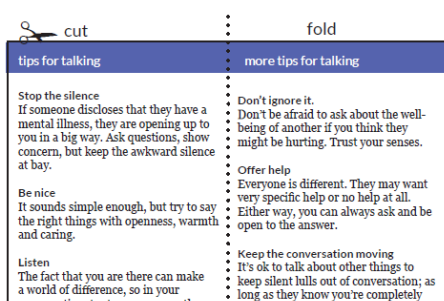 cut
fold
tips for talking
Stop the silence
If someone discloses that they have a
mental illness, they are opening up to
you in a big way. Ask questions, show
concern, but keep the awkward silence
at bay.
Be nice
It sounds simple enough, but try to say
the right things with openness, warmth
and caring.
Listen
The fact that you are there can make
a world of difference, so in your
more tips for talking
Don't ignore it.
Don't be afraid to ask about the well-
being of another if you think they
might be hurting. Trust your senses.
Offer help
Everyone is different. They may want
very specific help or no help at all.
Either way, you can always ask and be
open to the answer.
Keep the conversation moving
It's ok to talk about other things to
keep silent lulls out of conversation; as
long as they know you're completely